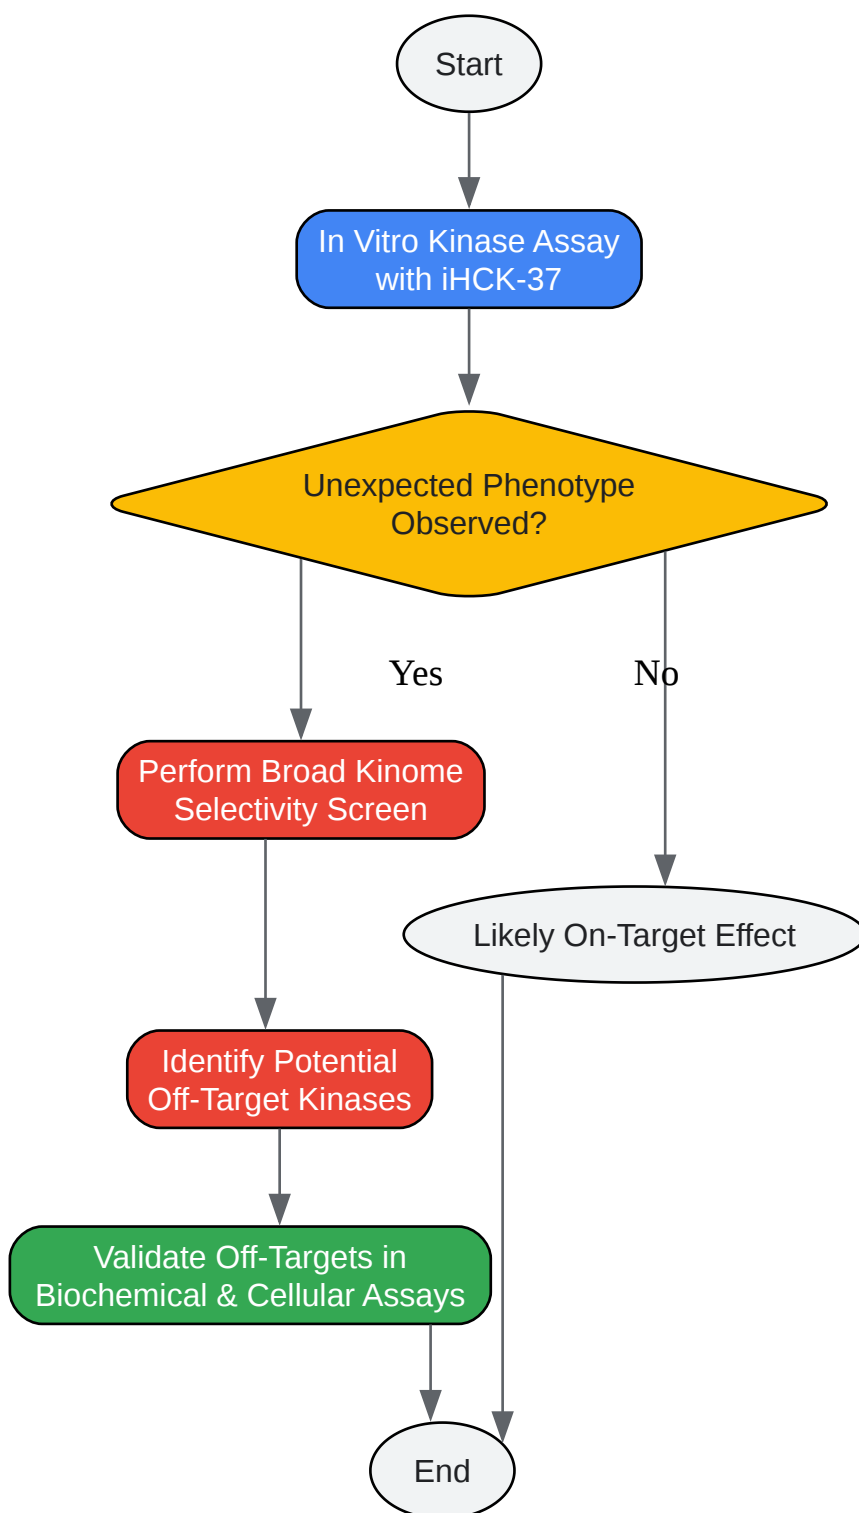 Start
In Vitro Kinase Assay
with iHCK-37
Unexpected Phenotype
Observed?
Yes
No
Perform Broad Kinome
Selectivity Screen
Likely On-Target Effect
Identify Potential
Off-Target Kinases
Validate Off-Targets in
Biochemical & Cellular Assays
End